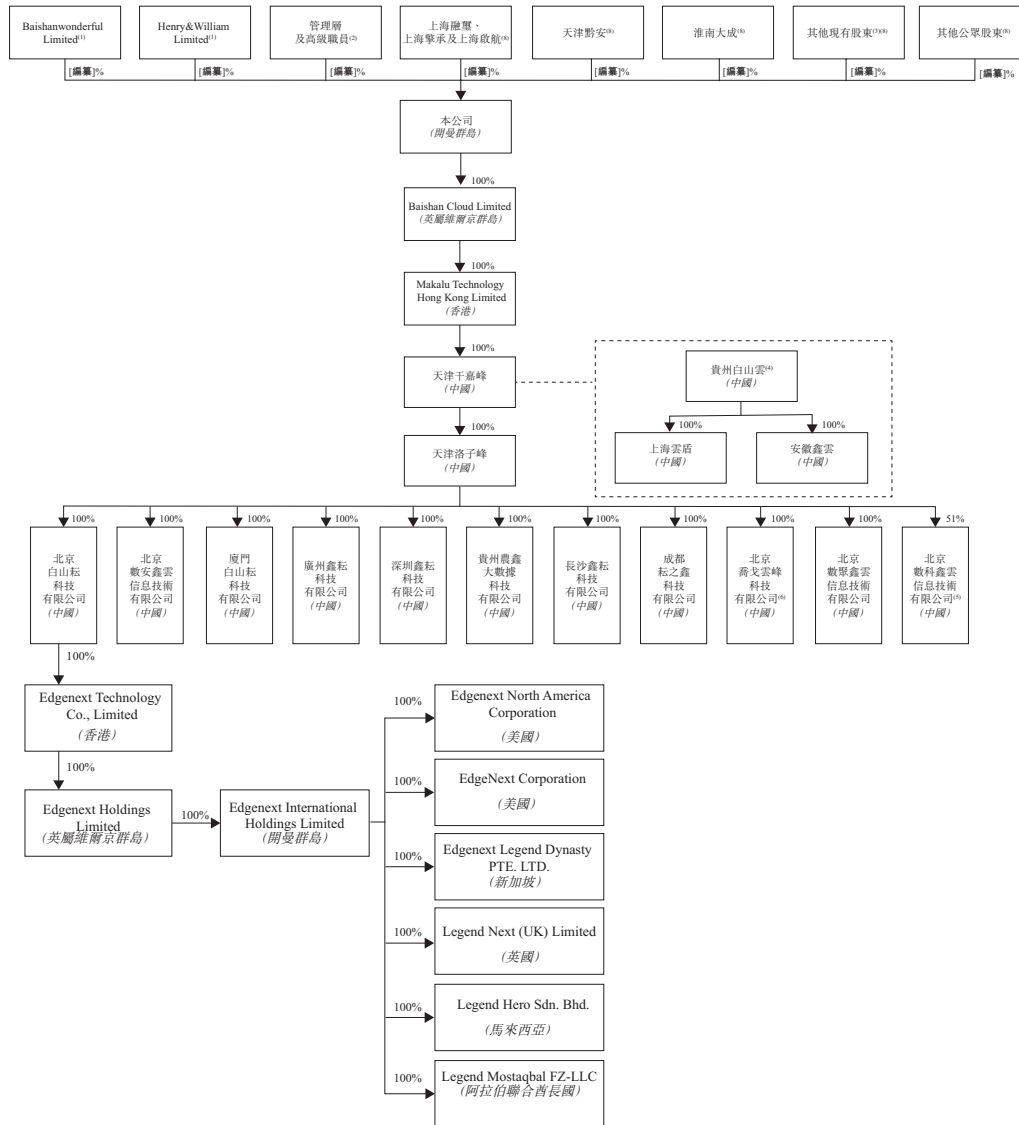 Baishanwonderful
Limited(1)
Henry&William
Limited(1)
管理層
及高級職員(2)
上海融璽、
上海擎承及上海啟航(8)
天津黔安(8)
淮南大成(8)
其他現有股東(3)(8)
其他公眾股東(8)
[編纂]%
[編纂]%
[編纂]%
[編纂]%
[編纂]%
[編纂]%
[編纂]%
[編纂]%
本公司
(開曼群島)
100%
Baishan Cloud Limited
(英屬維爾京群島)
100%
Makalu Technology
Hong Kong Limited
(香港)
100%
天津干嘉峰
(中國)
貴州白山雲(4)
(中國)
100%
100%
上海雲盾
(中國)
安徽鑫雲
(中國)
100%
天津洛子峰
(中國)
100%
100%
100%
100%
100%
100%
100%
100%
100%
100%
51%
北京
白山耘
科技
有限公司
(中國)
北京
數安鑫雲
信息技術
有限公司
(中國)
廈門
白山耘
科技
有限公司
(中國)
廣州鑫耘
科技
有限公司
(中國)
深圳鑫耘
科技
有限公司
(中國)
貴州農鑫
大數據
科技
有限公司
(中國)
長沙鑫耘
科技
有限公司
(中國)
成都
耘之鑫
科技
有限公司
(中國)
北京
喬戈雲峰
科技
有限公司(6)
(中國)
北京
數聚鑫雲
信息技術
有限公司
(中國)
北京
數科鑫雲
信息技術
有限公司(5)
(中國)
100%
Edgenext Technology
Co., Limited
(香港)
100%
Edgenext Holdings
Limited
(英屬維爾京群島)
100%
Edgenext International
Holdings Limited
(開曼群島)
100%
Edgenext North America
Corporation
(美國)
100%
EdgeNext Corporation
(美國)
100%
Edgenext Legend Dynasty
PTE. LTD.
(新加坡)
100%
Legend Next (UK) Limited
(英國)
100%
Legend Hero Sdn. Bhd.
(馬來西亞)
100%
Legend Mostaqbal FZ-LLC
(阿拉伯聯合酋長國)